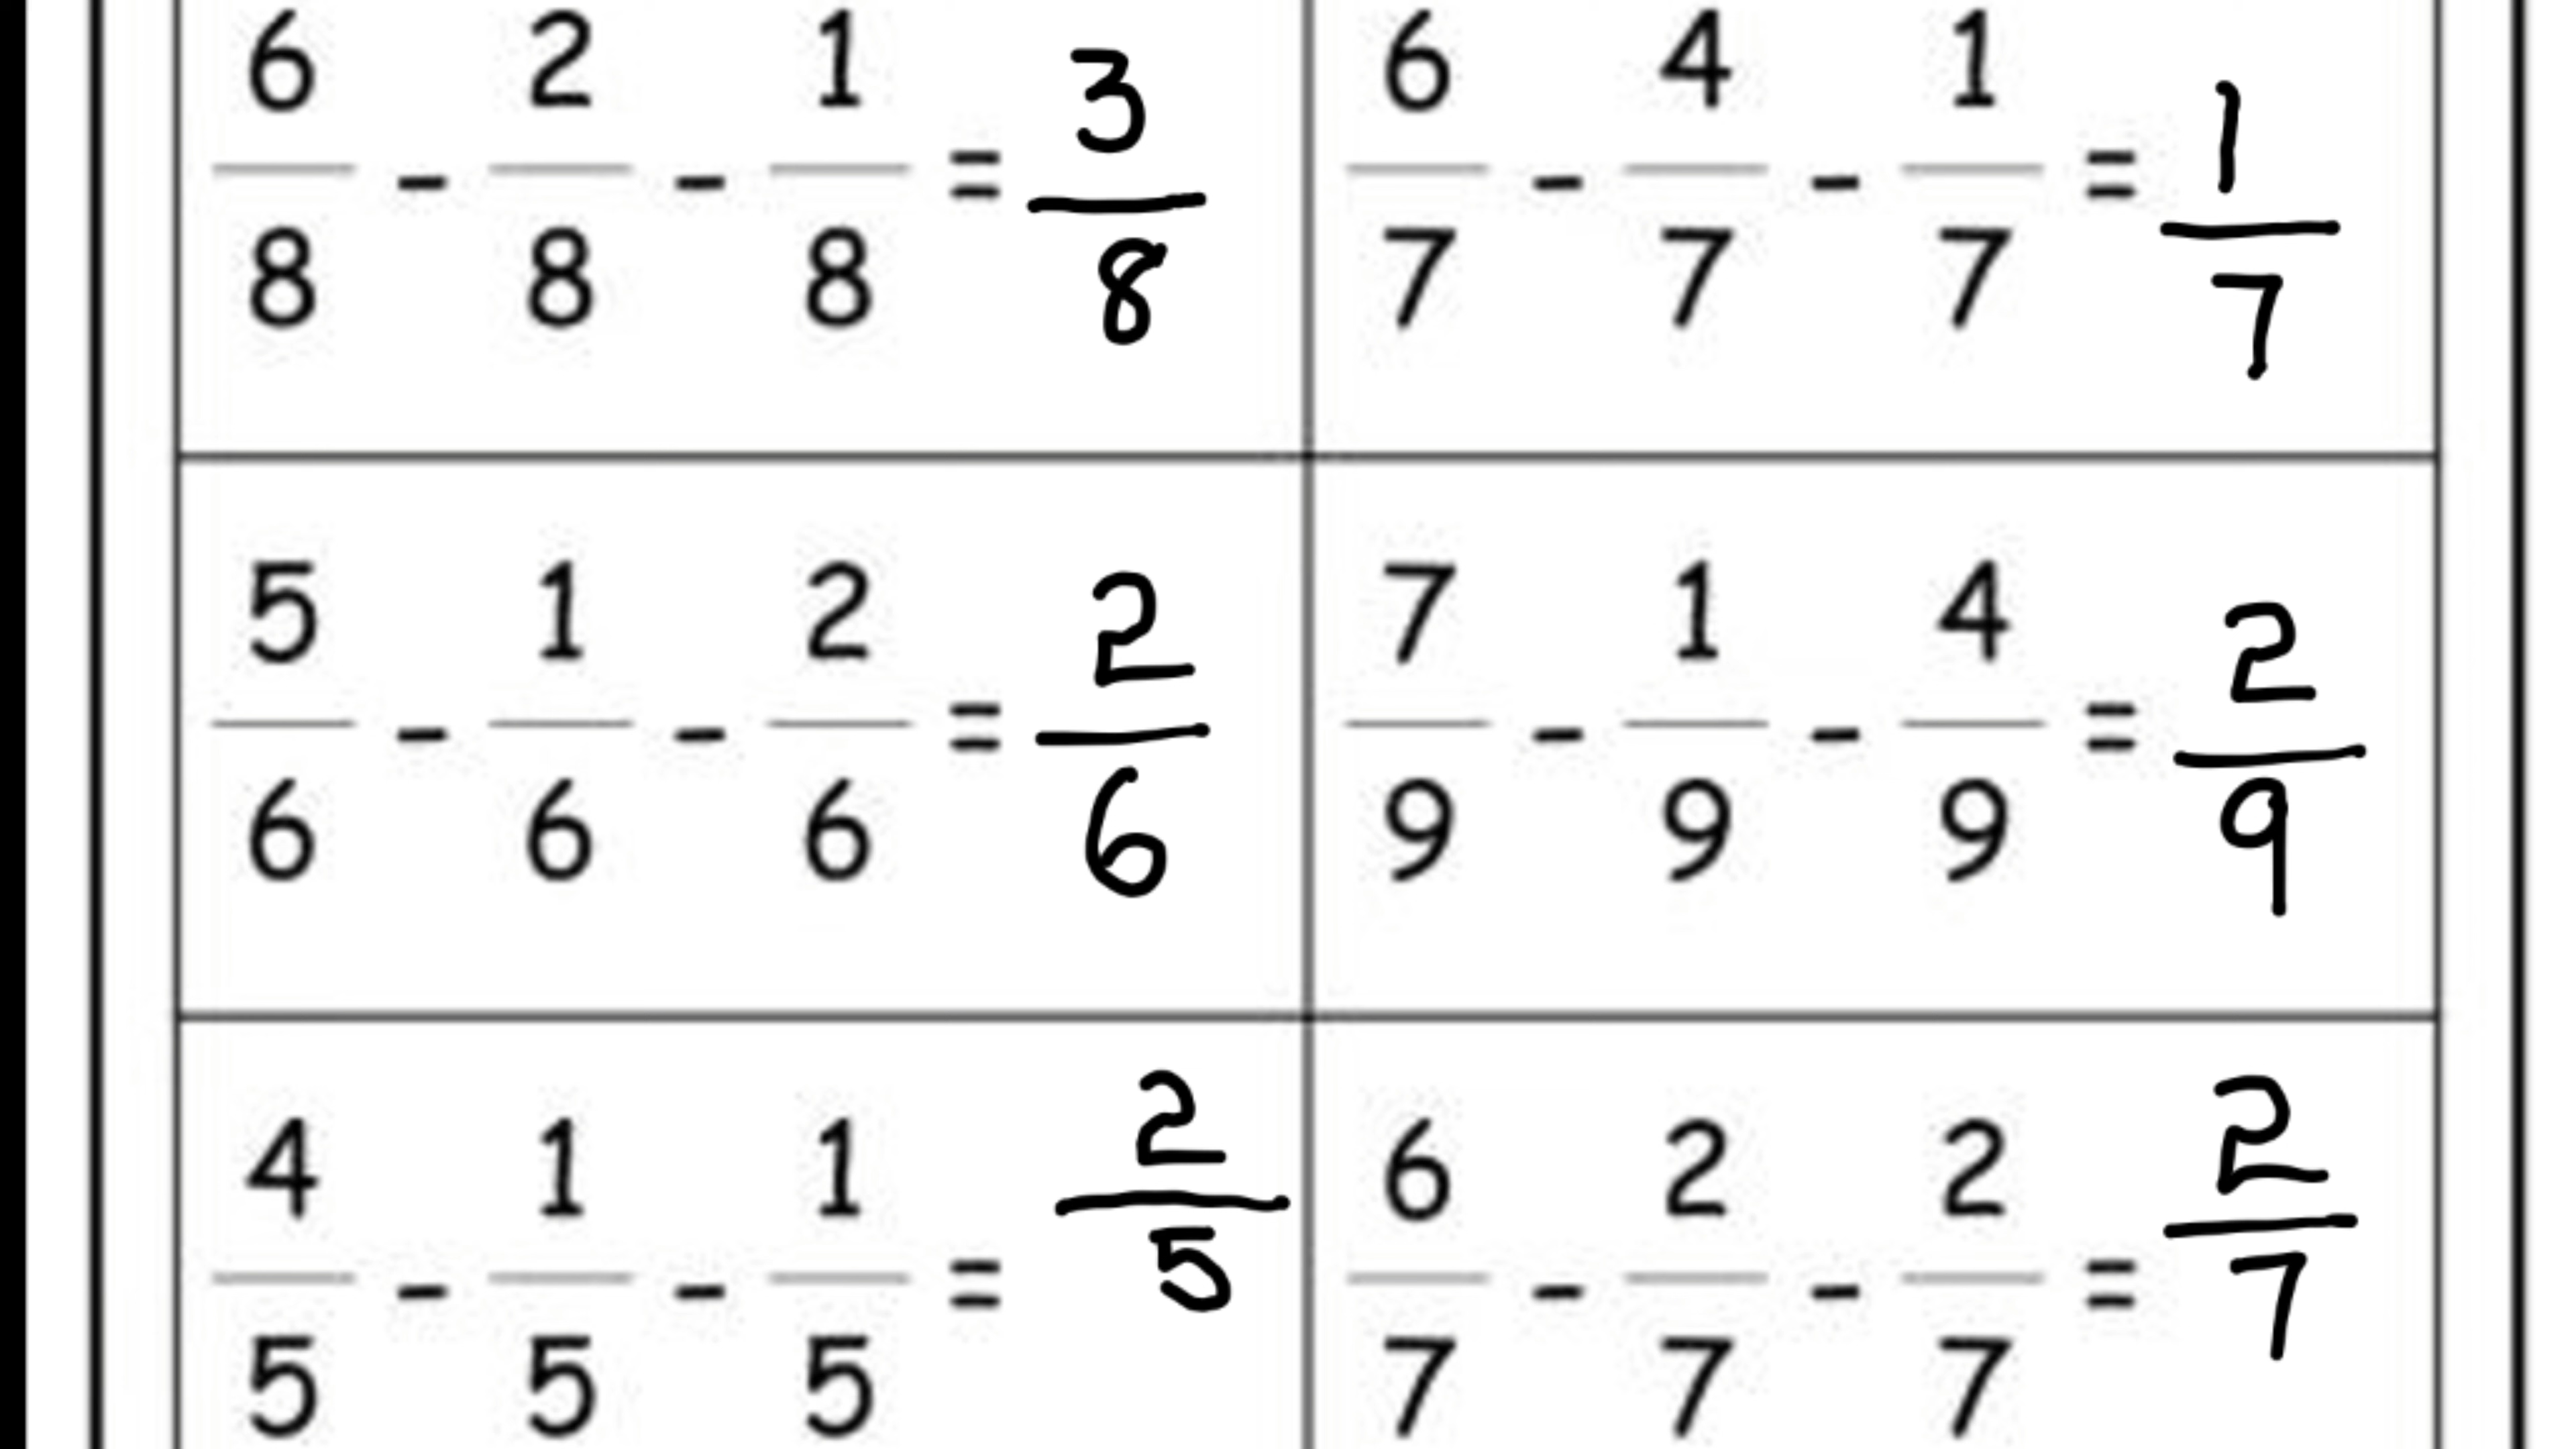 6/8 - 2/8 - 1/8 = 3/8
6/7 - 4/7 - 1/7 = 1/7
5/6 - 1/6 - 2/6 = 2/6
7/9 - 1/9 - 4/9 = 2/9
4/5 - 1/5 - 1/5 = 2/5
6/7 - 2/7 - 2/7 = 2/7